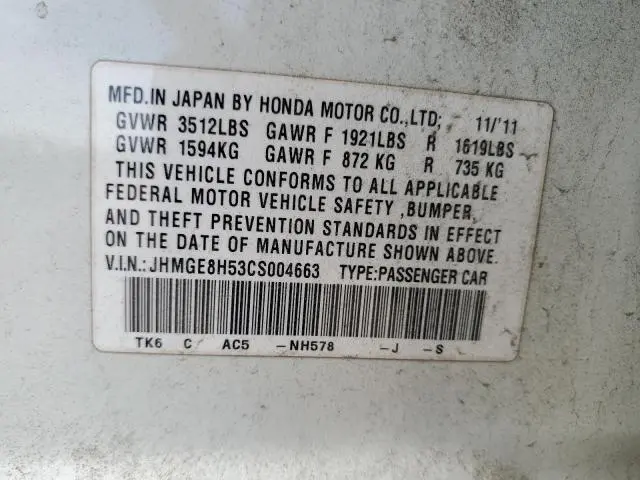 MFD.IN JAPAN BY HONDA MOTOR CO.,LTD; 11/'11
GVWR 3512LBS GAWR F 1921LBS R 1619LBS
GVWR 1594KG GAWR F 872 KG R 735 KG
THIS VEHICLE CONFORMS TO ALL APPLICABLE
FEDERAL MOTOR VEHICLE SAFETY ,BUMPER,
AND THEFT PREVENTION STANDARDS IN EFFECT
ON THE DATE OF MANUFACTURE SHOWN ABOVE.
V.I.N.:JHMGE8H53CS004663 TYPE:PASSENGER CAR
TK6 C AC5 –NH578 –J –S